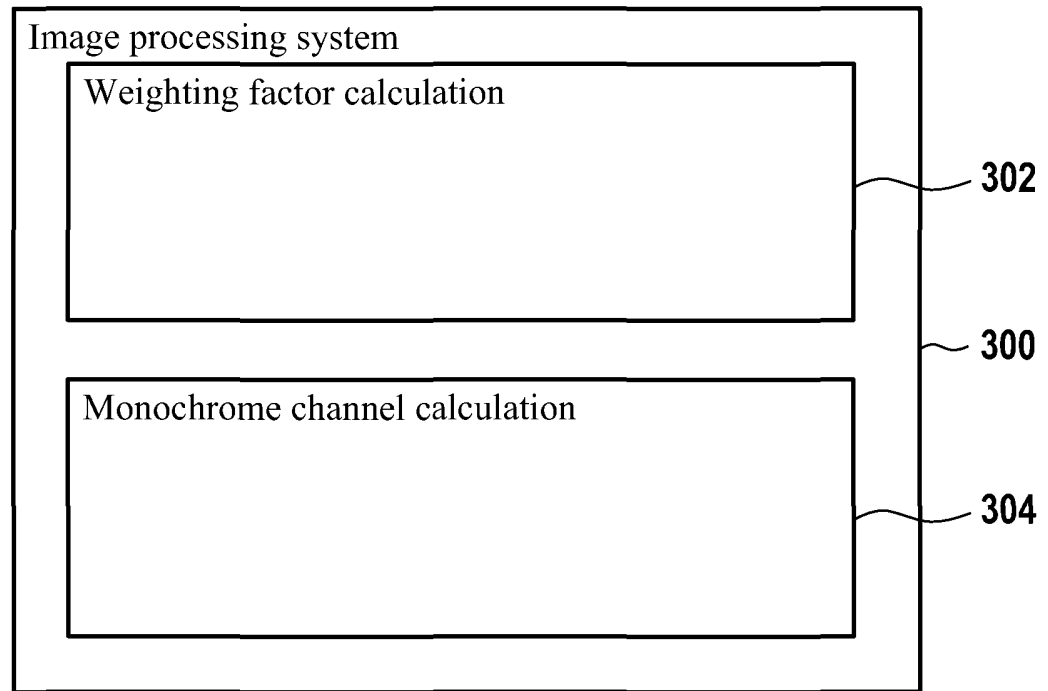 Image processing system
Weighting factor calculation
302
300
Monochrome channel calculation
304